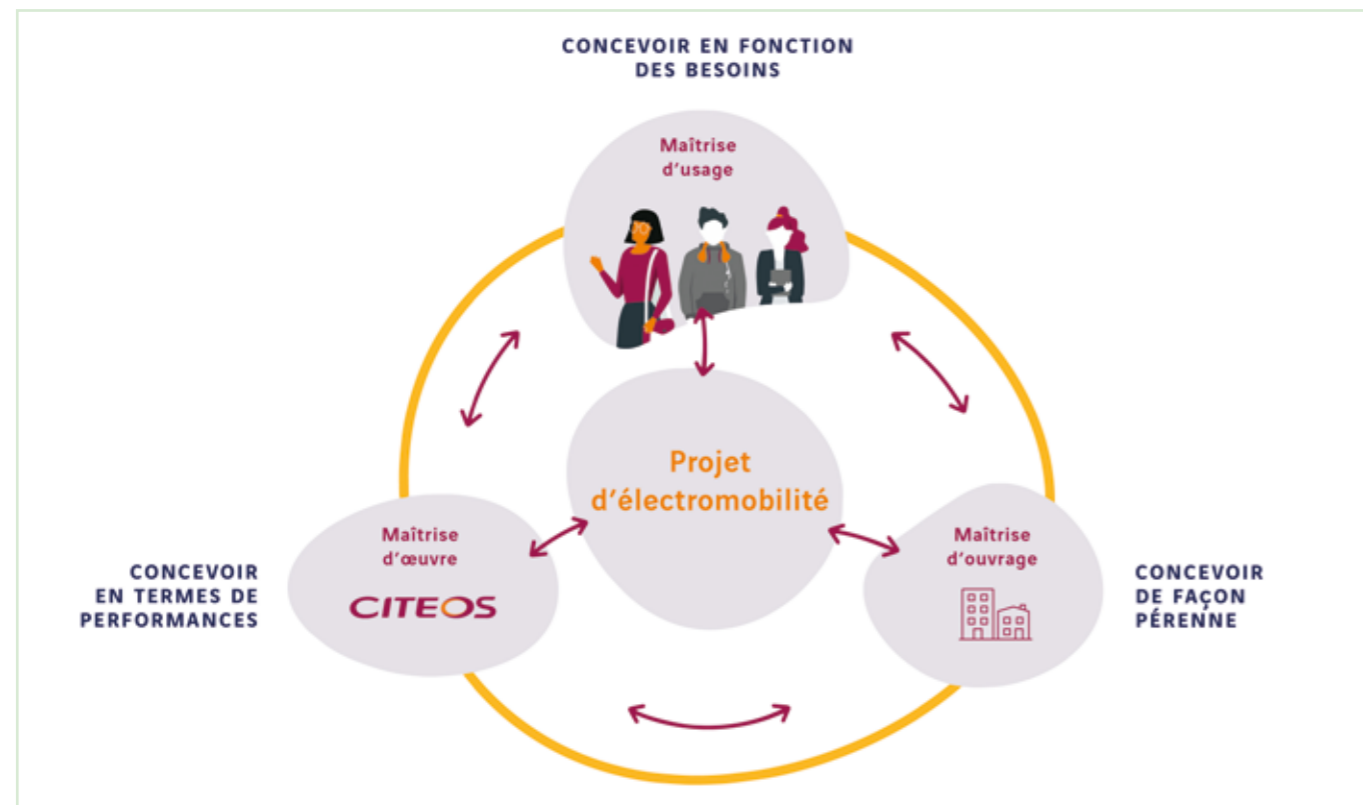 CONCEVOIR EN FONCTION
DES BESOINS
Maîtrise
d'usage
Projet
d'électromobilité
Maîtrise
d'œuvre
CITEOS
CONCEVOIR
EN TERMES DE
PERFORMANCES
Maîtrise
d'ouvrage
CONCEVOIR
DE FAçON
PÉRENNE